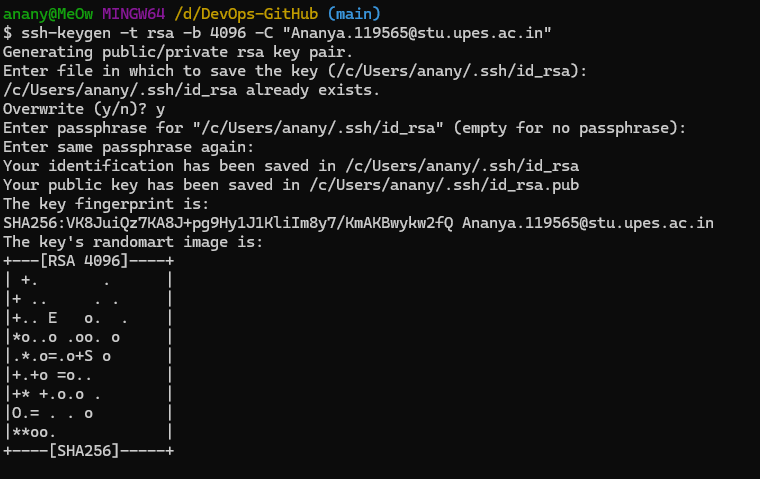 anany@MeOw MINGW64 /d/DevOps-GitHub (main)
$ ssh-keygen -t rsa -b 4096 -C "Ananya.119565@stu.upes.ac.in"
Generating public/private rsa key pair.
Enter file in which to save the key (/c/Users/anany/.ssh/id_rsa):
/c/Users/anany/.ssh/id_rsa already exists.
Overwrite (y/n)? y
Enter passphrase for "/c/Users/anany/.ssh/id_rsa" (empty for no passphrase):
Enter same passphrase again:
Your identification has been saved in /c/Users/anany/.ssh/id_rsa
Your public key has been saved in /c/Users/anany/.ssh/id_rsa.pub
The key fingerprint is:
SHA256:VK8JuiQz7KA8J+pg9Hy1J1KliIm8y7/KmAKBwykw2fQ Ananya.119565@stu.upes.ac.in
The key's randomart image is:
+---[RSA 4096]----+
| +.       .      |
|+ ..     . .     |
|+.. E   o.  .    |
|*o..o .oo. o     |
|.*.o=.o+S o      |
|+.+o =o..        |
|+* +.o.o .       |
|O.= . . o        |
|**oo.            |
+----[SHA256]-----+